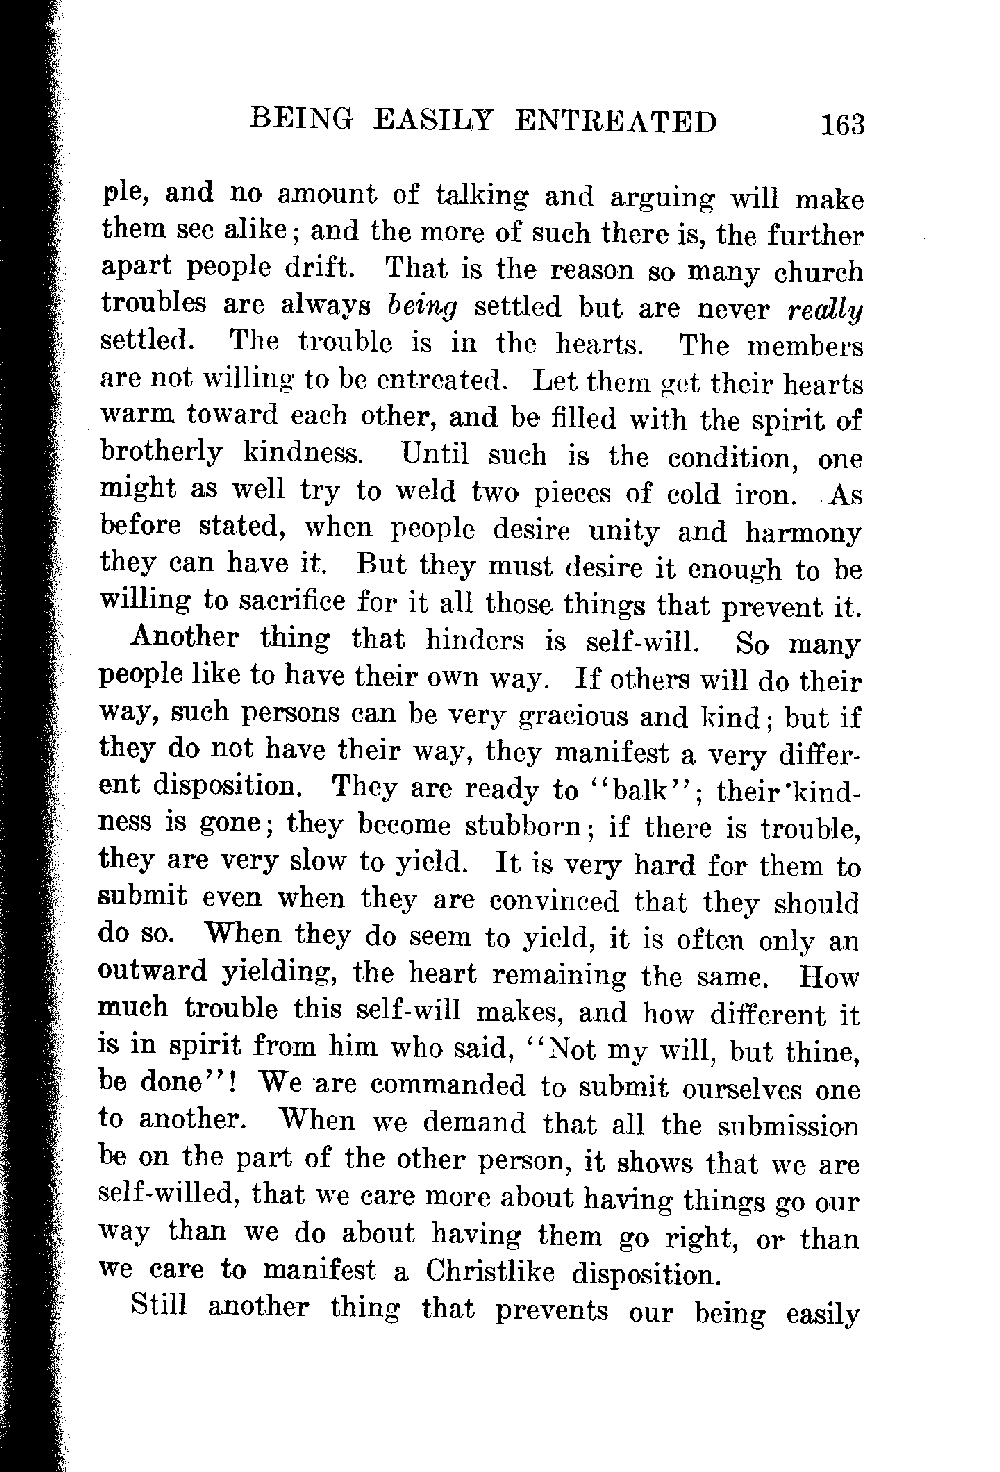 BEING EASILY ENTREATED 163
ple, and no amount of talking and arguing will make
them see alike; and the more of such there is, the further
apart people drift. That is the reason so many church
troubles are always being settled but are never really
settled. The trouble is in the hearts. The members
are not willing to be entreated. Let them get their hearts
warm toward each other, and be filled with the spirit of
brotherly kindness. Until such is the condition, one
might as well try to weld two pieces of cold iron. As
before stated, when people desire unity and harmony
they can have it. But they must desire it enough to be
willing to sacrifice for it all those things that prevent it.
Another thing that hinders is self-will. So many
people like to have their own way. If others will do their
way, such persons can be very gracious and kind; but if
they do not have their way, they manifest a very differ-
ent disposition. They are ready to "balk"; their kind-
ness is gone; they become stubborn; if there is trouble,
they are very slow to yield. It is very hard for them to
submit even when they are convinced that they should
do so. When they do seem to yield, it is often only an
outward yielding, the heart remaining the same. How
much trouble this self-will makes, and how different it
is in spirit from him who said, "Not my will, but thine,
be done"! We are commanded to submit ourselves one
to another. When we demand that all the submission
be on the part of the other person, it shows that we are
self-willed, that we care more about having things go our
way than we do about having them go right, or than
we care to manifest a Christlike disposition.
Still another thing that prevents our being easily